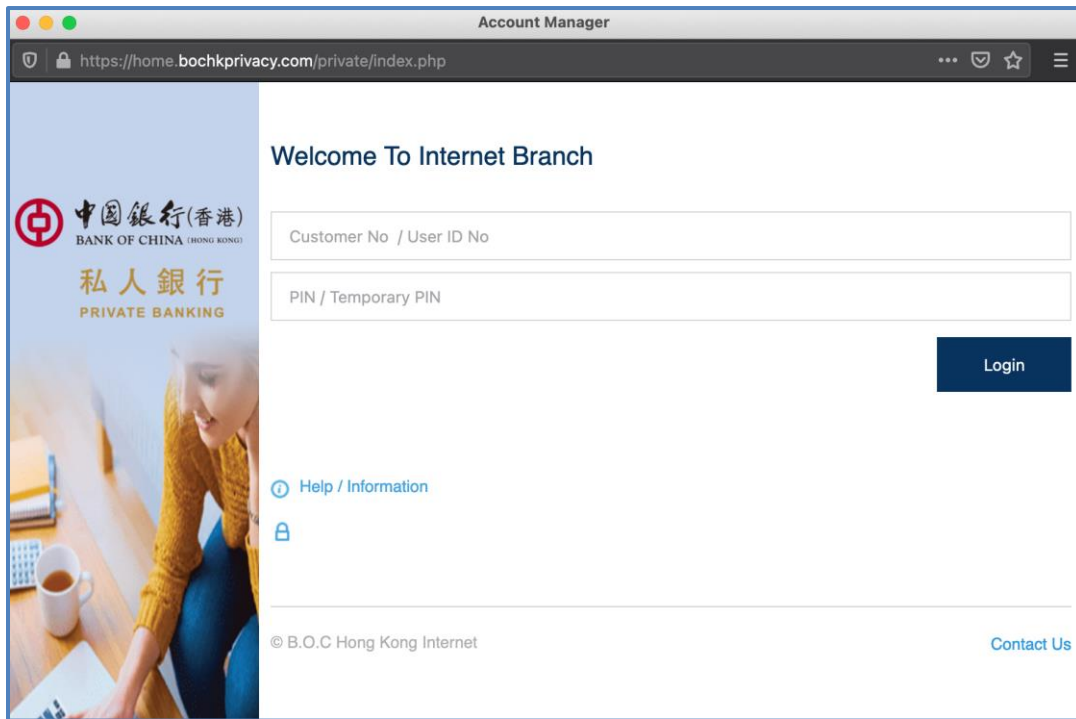 Account Manager
https://home.bochkprivacy.com/private/index.php
中國銀行(香港)
BANK OF CHINA (HONG KONG)
私人銀行
PRIVATE BANKING
Welcome To Internet Branch
Customer No / User ID No
PIN / Temporary PIN
Login
Help / Information
© B.O.C Hong Kong Internet
Contact Us